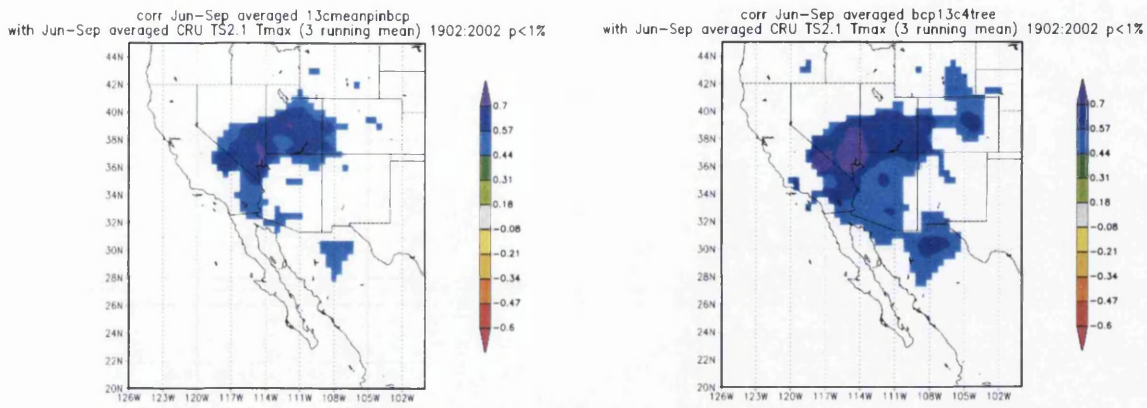 corr Jun-Sep averaged 13cmeanpinbcp
with Jun-Sep averaged CRU TS2.1 Tmax (3 running mean) 1902:2002 p<1%
44N
42N
40N
38N
36N
34N
32N
30N
28N
26N
24N
22N
20N
126W 123W 120W 117W 114W 111W 108W 105W 102W
0.7
0.57
0.44
0.31
0.18
-0.08
-0.21
-0.34
-0.47
-0.6
corr Jun-Sep averaged bcp13c4tree
with Jun-Sep averaged CRU TS2.1 Tmax (3 running mean) 1902:2002 p<1%
44N
42N
40N
38N
36N
34N
32N
30N
28N
26N
24N
22N
20N
126W 123W 120W 117W 114W 111W 108W 105W 102W
0.7
0.57
0.44
0.31
0.18
-0.08
-0.21
-0.34
-0.47
-0.6